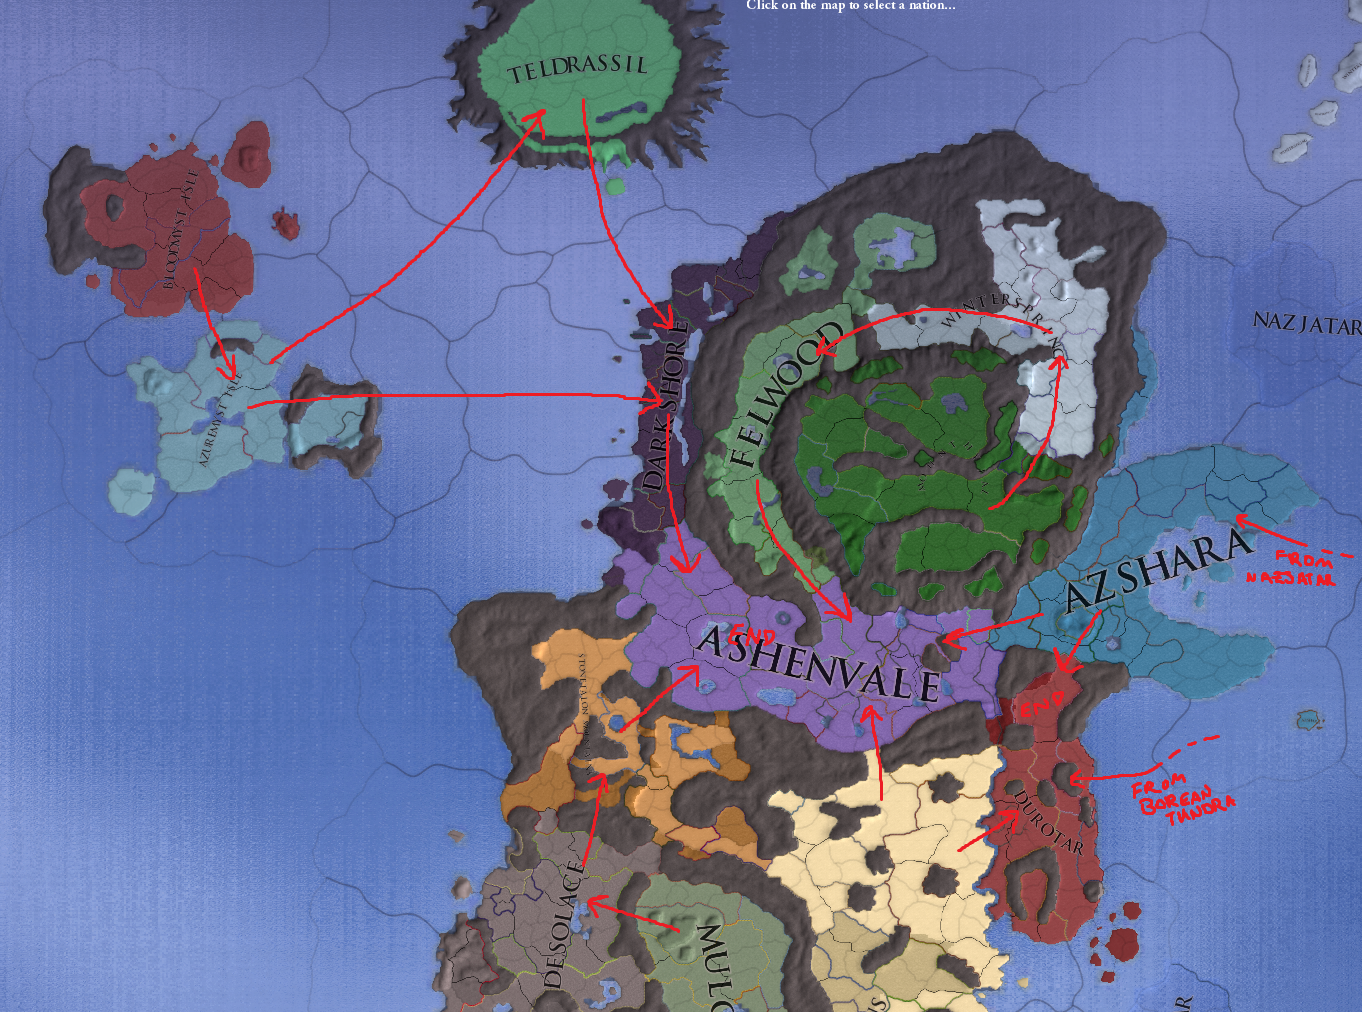 Click on the map to select a nation...
TELDRASSIL
BLOODMYST ISLE
NAZJATAR
WINTERSPRING
DARKSHORE
FELWOOD
AZUREMYST ISLE
AZSHARA
FROM
NAZJATAR
END
ASHENVALE
END
FROM
BOREAN
TUNDRA
DUROTAR
DESOLACE
MULGO